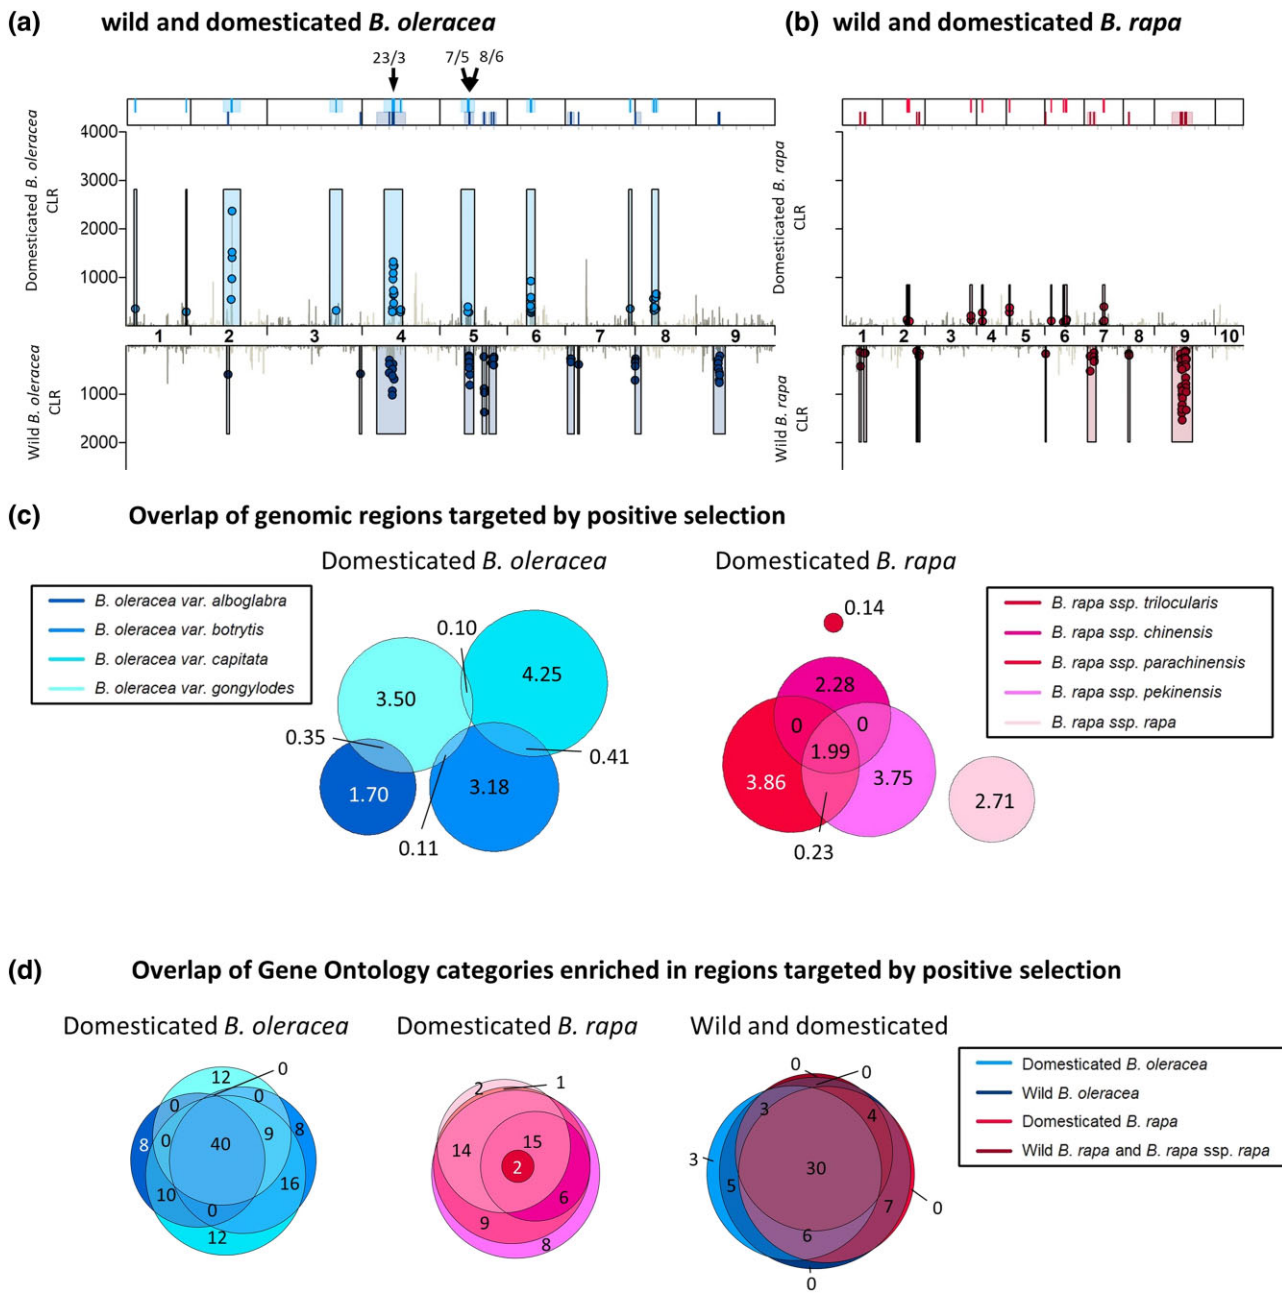 (a) wild and domesticated B. oleracea
(b) wild and domesticated B. rapa
23/3 7/5 8/6
4000
3000
2000
1000
Domesticated B. oleracea
CLR
1 2 3 4 5 6 7 8 9
1000
2000
Wild B. oleracea
CLR
Domesticated B. rapa
CLR
1 2 3 4 5 6 7 8 9 10
Wild B. rapa
CLR
(c) Overlap of genomic regions targeted by positive selection
Domesticated B. oleracea
B. oleracea var. alboglabra
B. oleracea var. botrytis
B. oleracea var. capitata
B. oleracea var. gongylodes
0.10
4.25
3.50
0.35
0.41
1.70
3.18
0.11
Domesticated B. rapa
0.14
2.28
0 0
1.99
3.86
3.75
2.71
0.23
B. rapa ssp. trilocularis
B. rapa ssp. chinensis
B. rapa ssp. parachinensis
B. rapa ssp. pekinensis
B. rapa ssp. rapa
(d) Overlap of Gene Ontology categories enriched in regions targeted by positive selection
Domesticated B. oleracea
0
12
0 0
8 0 40 9 8
10 16
0
12
Domesticated B. rapa
2 1
14 15
2
6
9
8
Wild and domesticated
0
0
3 4
3
5 30
7 0
6
0
Domesticated B. oleracea
Wild B. oleracea
Domesticated B. rapa
Wild B. rapa and B. rapa ssp. rapa